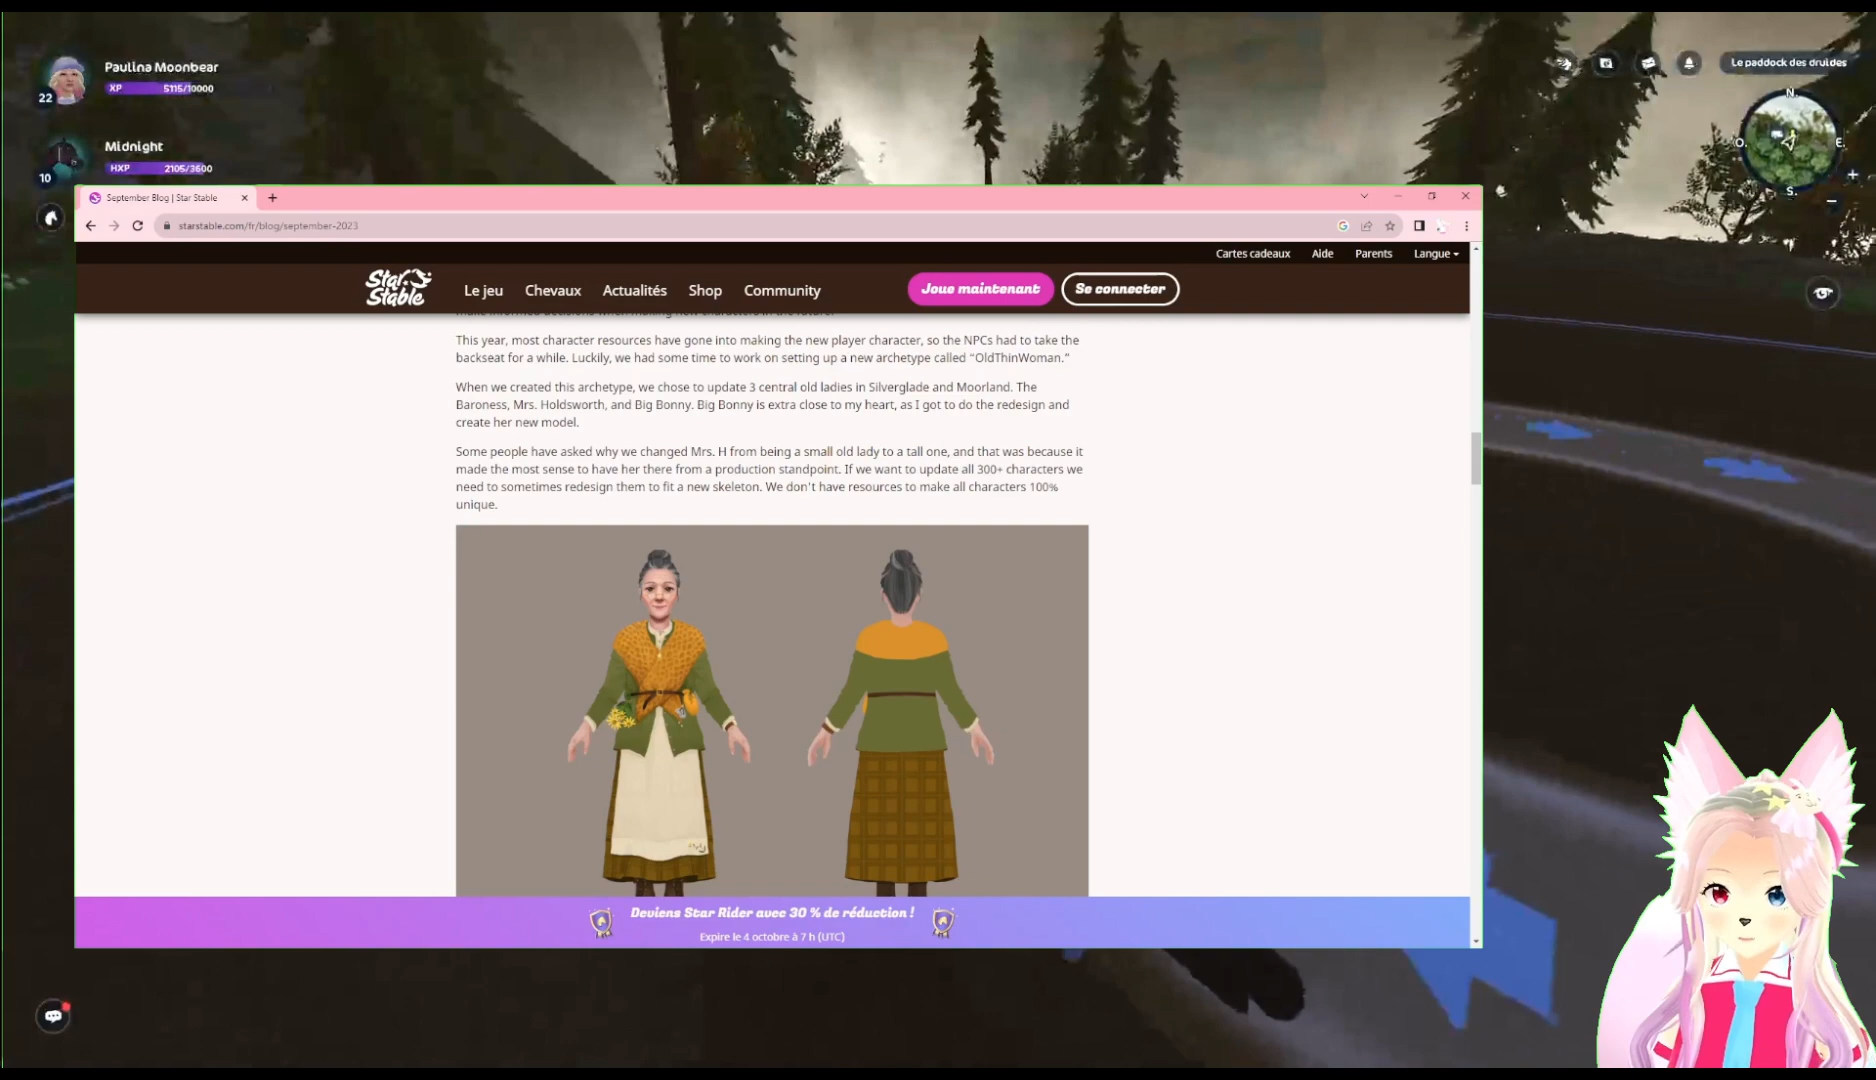 Paulina Moonbear
XP 5115/10000
22
Midnight
HXP 2105/3600
10
Le paddock des druides
N.
O.
E.
S.
September Blog | Star Stable
starstable.com/fr/blog/september-2023
Cartes cadeaux Aide Parents Langue
Star Stable
Le jeu Chevaux Actualités Shop Community
Joue maintenant Se connecter
make informed decisions when making new characters in the future.
This year, most character resources have gone into making the new player character, so the NPCs had to take the
backseat for a while. Luckily, we had some time to work on setting up a new archetype called “OldThinWoman.”
When we created this archetype, we chose to update 3 central old ladies in Silverglade and Moorland. The
Baroness, Mrs. Holdsworth, and Big Bonny. Big Bonny is extra close to my heart, as I got to do the redesign and
create her new model.
Some people have asked why we changed Mrs. H from being a small old lady to a tall one, and that was because it
made the most sense to have her there from a production standpoint. If we want to update all 300+ characters we
need to sometimes redesign them to fit a new skeleton. We don't have resources to make all characters 100%
unique.
Deviens Star Rider avec 30 % de réduction !
Expire le 4 octobre à 7 h (UTC)